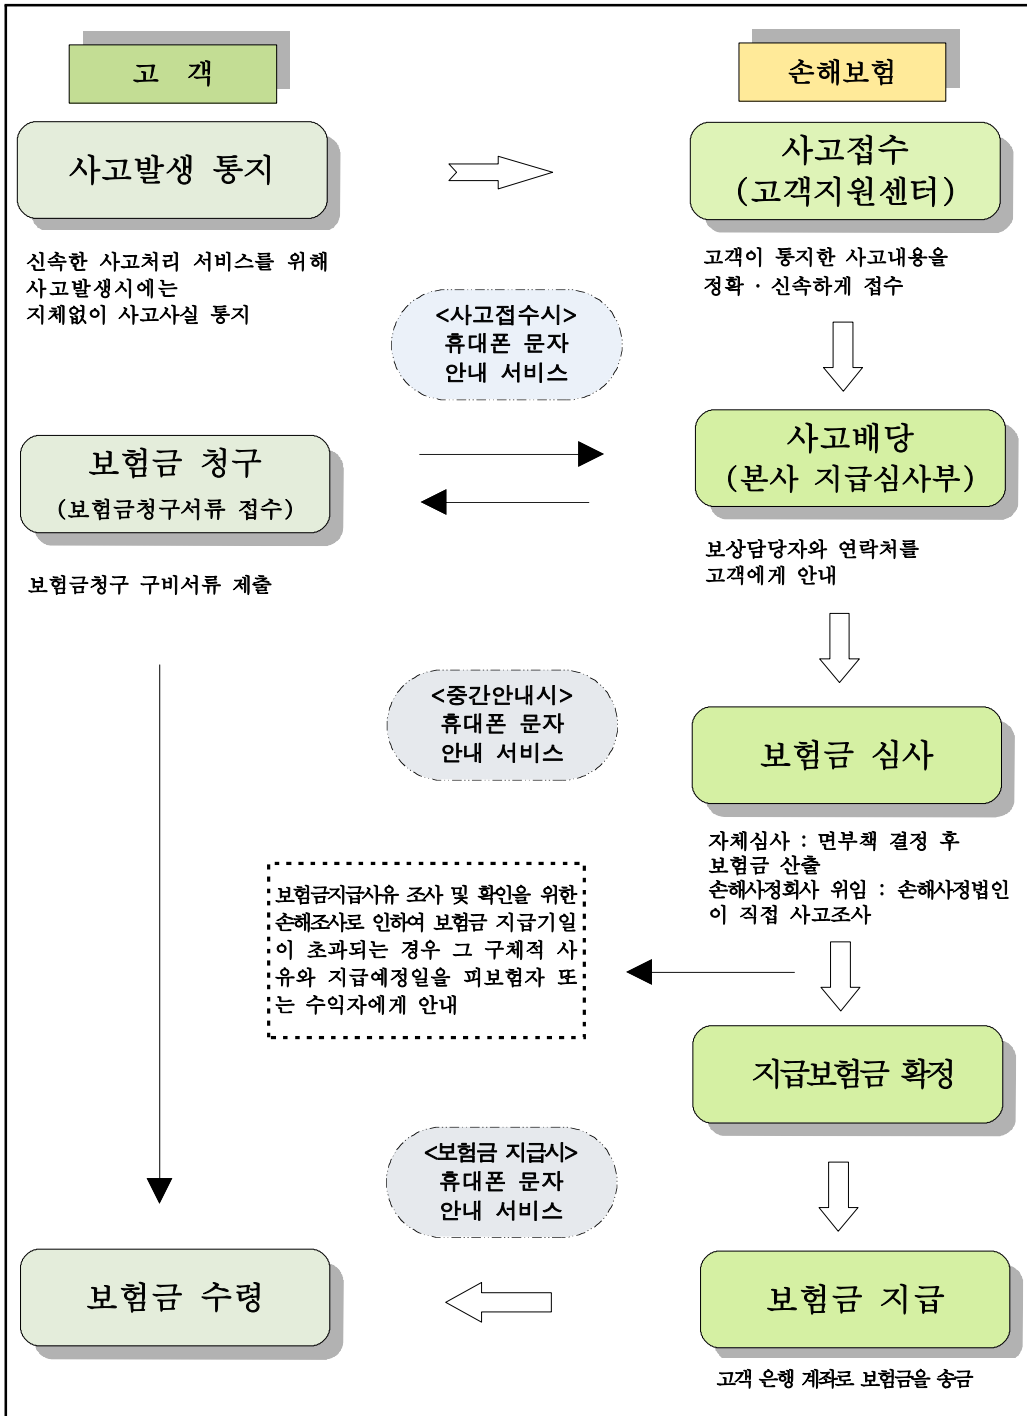 고 객
손해보험
사고발생 통지
사고접수
(고객지원센터)
신속한 사고처리 서비스를 위해
사고발생시에는
지체없이 사고사실 통지
고객이 통지한 사고내용을
정확 · 신속하게 접수
<사고접수시>
휴대폰 문자
안내 서비스
보험금 청구
(보험금청구서류 접수)
사고배당
(본사 지급심사부)
보험금청구 구비서류 제출
보상담당자와 연락처를
고객에게 안내
<중간안내시>
휴대폰 문자
안내 서비스
보험금 심사
자체심사 : 면부책 결정 후
보험금 산출
손해사정회사 위임 : 손해사정법인
이 직접 사고조사
보험금지급사유 조사 및 확인을 위한
손해조사로 인하여 보험금 지급기일
이 초과되는 경우 그 구체적 사
유와 지급예정일을 피보험자 또
는 수익자에게 안내
지급보험금 확정
<보험금 지급시>
휴대폰 문자
안내 서비스
보험금 수령
보험금 지급
고객 은행 계좌로 보험금을 송금